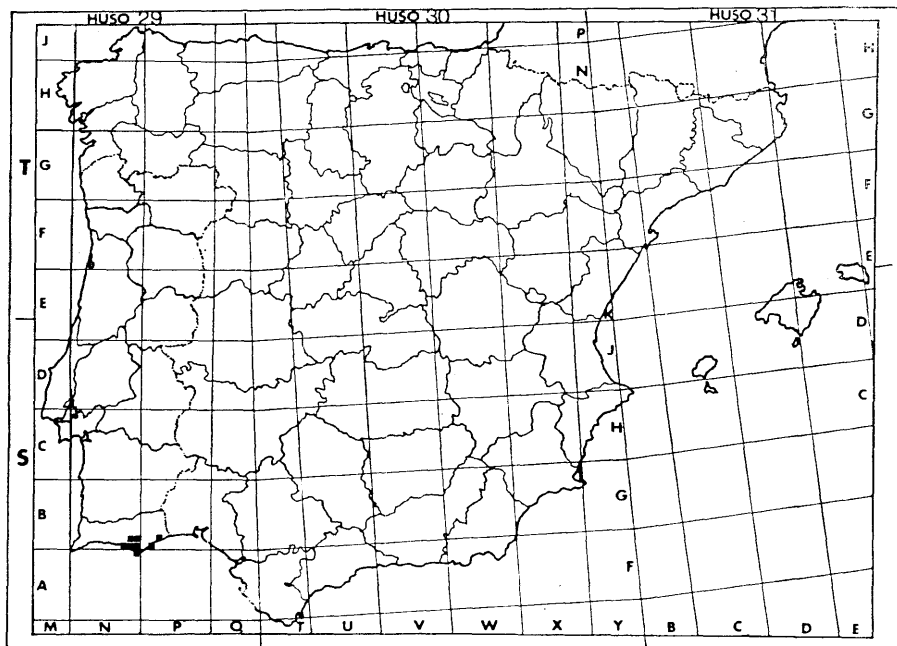 HUSO 29 HUSO 30 HUSO 31
J P H
N
H G
T G F
F E
E K D
J
D C
H
S C G
B F
A
M N P Q T U V W X Y B C D E